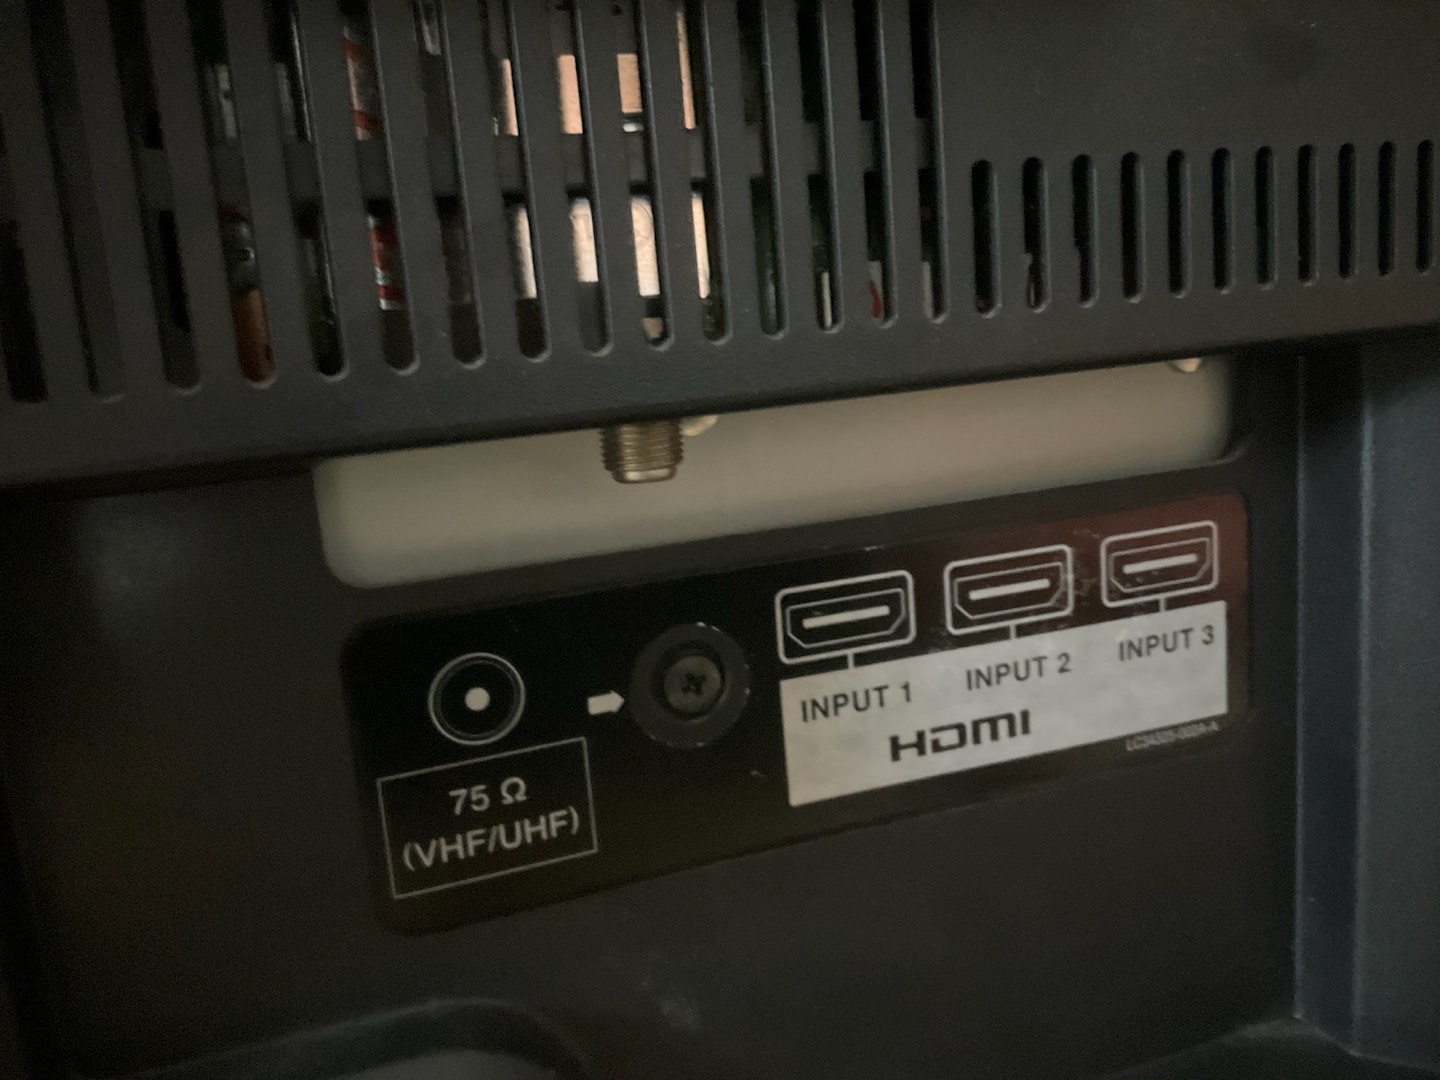 75 Ω
(VHF/UHF)
INPUT 1
INPUT 2
INPUT 3
HDMI